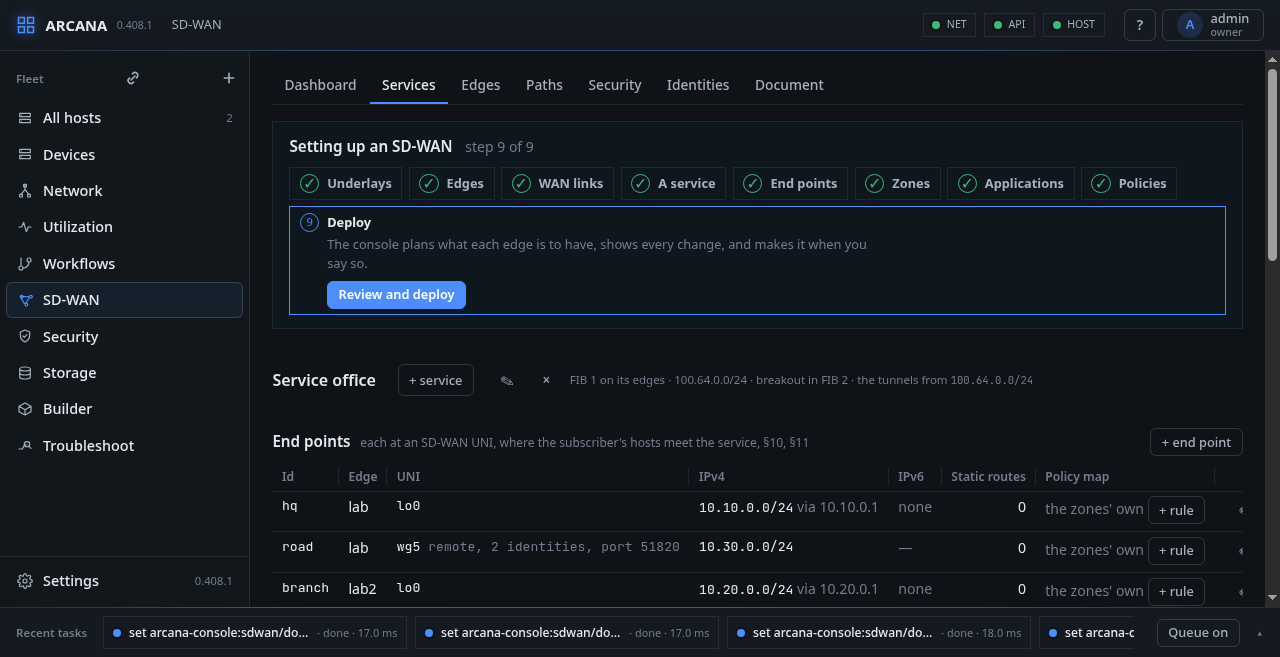 ARCANA 0.408.1 SD-WAN NET API HOST ? A admin owner
Fleet +
All hosts 2
Devices
Network
Utilization
Workflows
SD-WAN
Security
Storage
Builder
Troubleshoot
Settings 0.408.1
Dashboard Services Edges Paths Security Identities Document
Setting up an SD-WAN step 9 of 9
✓ Underlays ✓ Edges ✓ WAN links ✓ A service ✓ End points ✓ Zones ✓ Applications ✓ Policies
9 Deploy
The console plans what each edge is to have, shows every change, and makes it when you
say so.
Review and deploy
Service office + service ✎ × FIB 1 on its edges · 100.64.0.0/24 · breakout in FIB 2 · the tunnels from 100.64.0.0/24
End points each at an SD-WAN UNI, where the subscriber's hosts meet the service, §10, §11 + end point
Id Edge UNI IPv4 IPv6 Static routes Policy map
hq lab lo0 10.10.0.0/24 via 10.10.0.1 none 0 the zones' own + rule
road lab wg5 remote, 2 identities, port 51820 10.30.0.0/24 — 0 the zones' own + rule
branch lab2 lo0 10.20.0.0/24 via 10.20.0.1 none 0 the zones' own + rule
Recent tasks set arcana-console:sdwan/do... · done · 17.0 ms set arcana-console:sdwan/do... · done · 17.0 ms set arcana-console:sdwan/do... · done · 18.0 ms set arcana-c Queue on